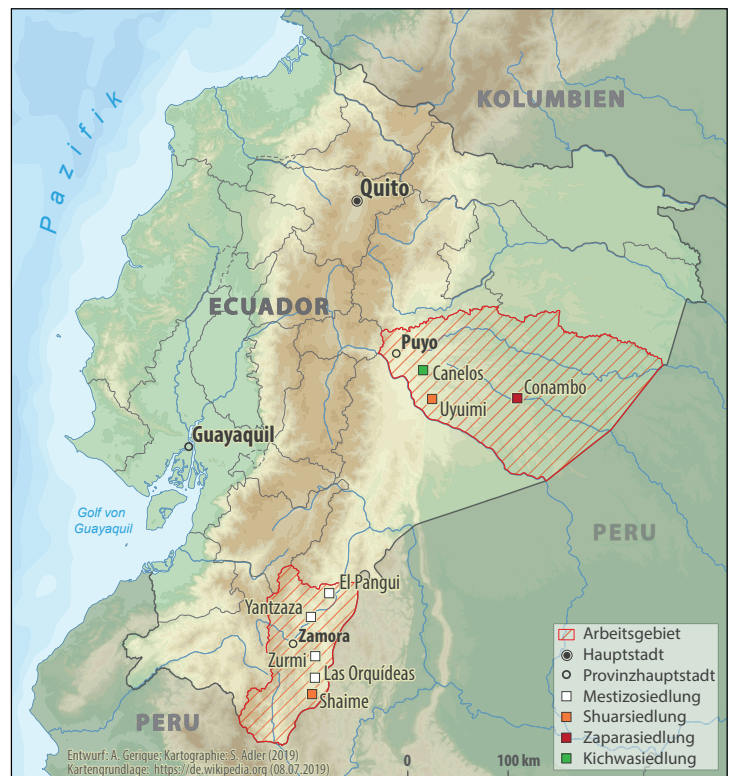 Pazifik
KOLUMBIEN
Quito
ECUADOR
Puyo
Canelos
Conambo
Uyuimi
Guayaquil
Golf von
Guayaquil
PERU
El Pangui
Yantzaza
Zamora
Zurmi
Las Orquídeas
Shaime
PERU
Arbeitsgebiet
Hauptstadt
Provinzhauptstadt
Mestizosiedlung
Shuarsiedlung
Zaparasiedlung
Kichwasiedlung
Entwurf: A. Gerique; Kartographie: S. Adler (2019)
Kartengrundlage: https://de.wikipedia.org (08.07.2019)
0 100 km